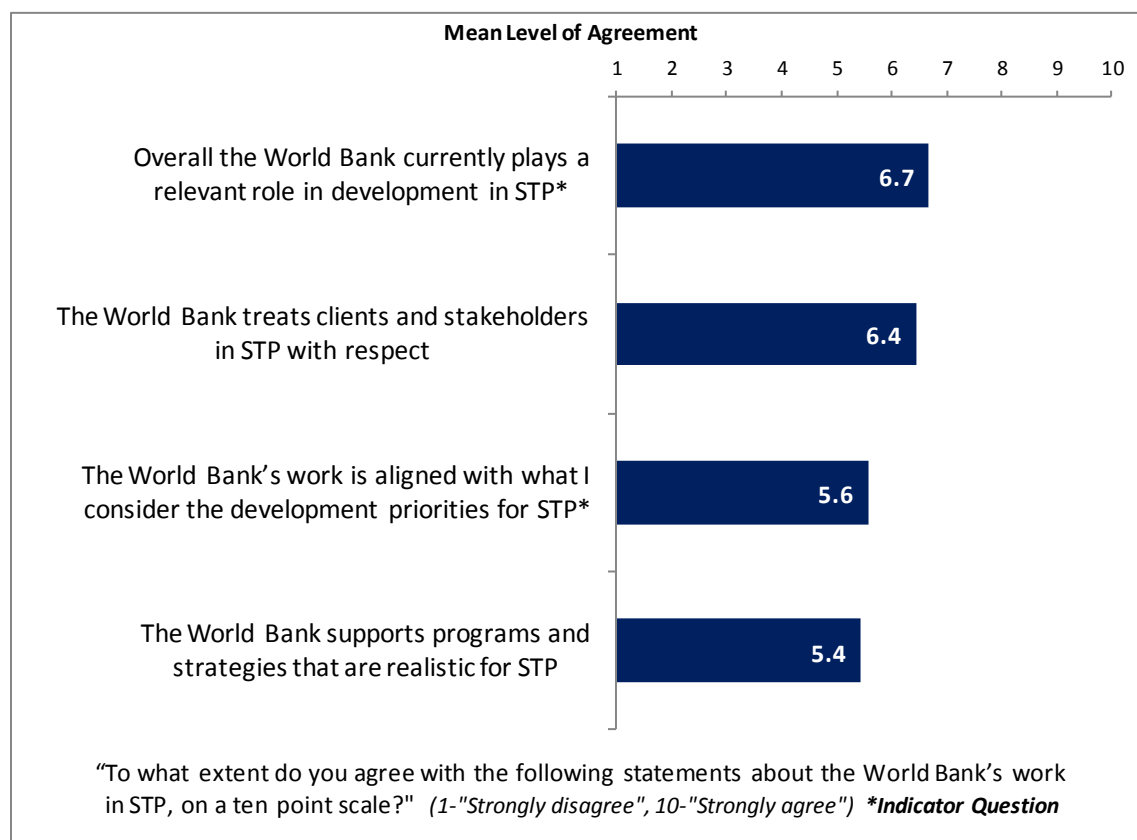 Mean Level of Agreement
1 2 3 4 5 6 7 8 9 10
Overall the World Bank currently plays a
relevant role in development in STP*
6.7
The World Bank treats clients and stakeholders
in STP with respect
6.4
The World Bank’s work is aligned with what I
consider the development priorities for STP*
5.6
The World Bank supports programs and
strategies that are realistic for STP
5.4
“To what extent do you agree with the following statements about the World Bank’s work
in STP, on a ten point scale?" (1-"Strongly disagree", 10-"Strongly agree") *Indicator Question